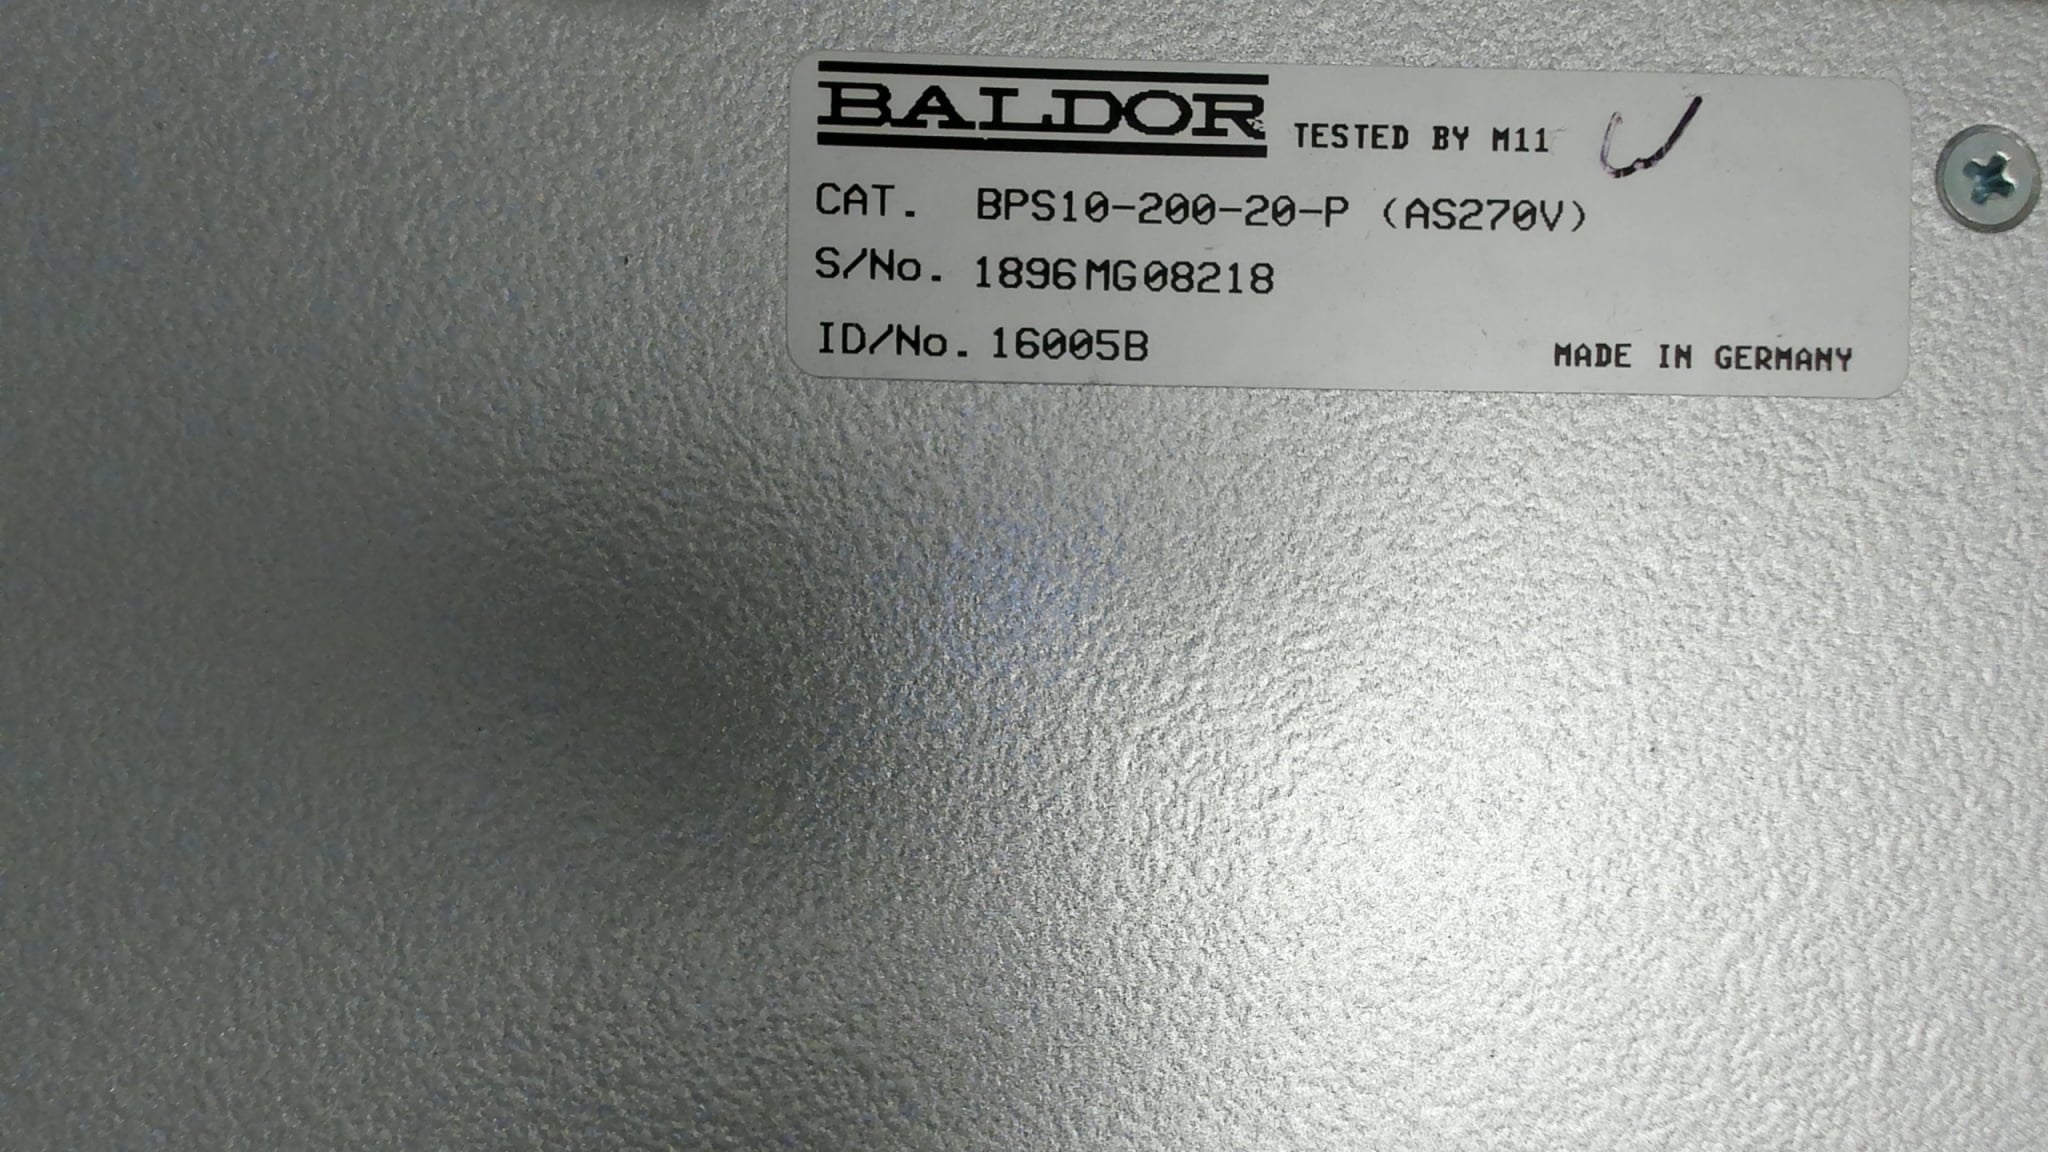 BALDOR TESTED BY M11
CAT. BPS10-200-20-P (AS270V)
S/No. 1896MG08218
ID/No. 16005B MADE IN GERMANY